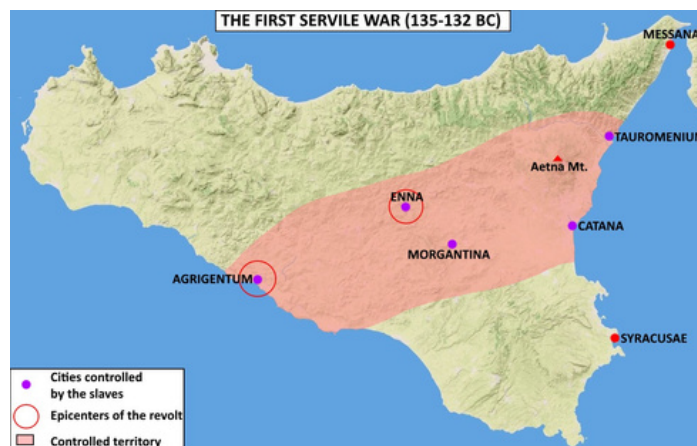 THE FIRST SERVILE WAR (135-132 BC)
MESSANA
TAUROMENIUM
Aetna Mt.
ENNA
CATANA
MORGANTINA
AGRIGENTUM
SYRACUSAE
Cities controlled
by the slaves
Epicenters of the revolt
Controlled territory